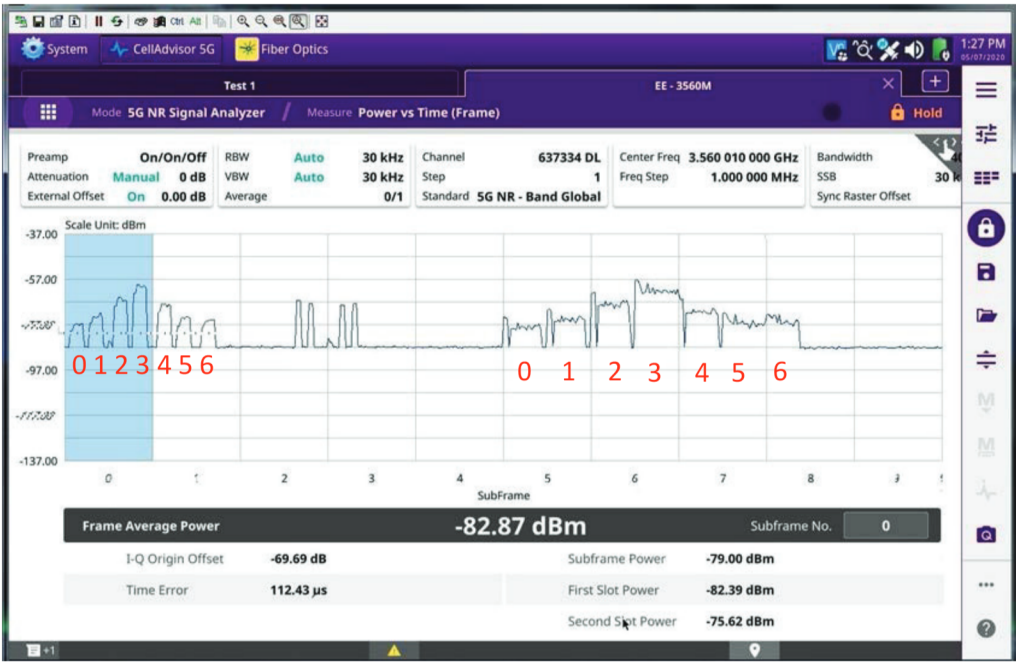 Ctrl Alt
System CellAdvisor 5G Fiber Optics 1:27 PM
05/07/2020
Test 1 EE - 3560M
Mode 5G NR Signal Analyzer / Measure Power vs Time (Frame) Hold
Preamp On/On/Off RBW Auto 30 kHz Channel 637334 DL Center Freq 3.560 010 000 GHz Bandwidth 40
Attenuation Manual 0 dB VBW Auto 30 kHz Step 1 Freq Step 1.000 000 MHz SSB 30 k
External Offset On 0.00 dB Average 0/1 Standard 5G NR - Band Global Sync Raster Offset
Scale Unit: dBm
-37.00
-57.00
-97.00
0 1 2 3 4 5 6 0 1 2 3 4 5 6
-137.00
0 1 2 3 4 5 6 7 8 9
SubFrame
Frame Average Power -82.87 dBm Subframe No. 0
I-Q Origin Offset -69.69 dB Subframe Power -79.00 dBm
Time Error 112.43 µs First Slot Power -82.39 dBm
Second Slot Power -75.62 dBm
+1